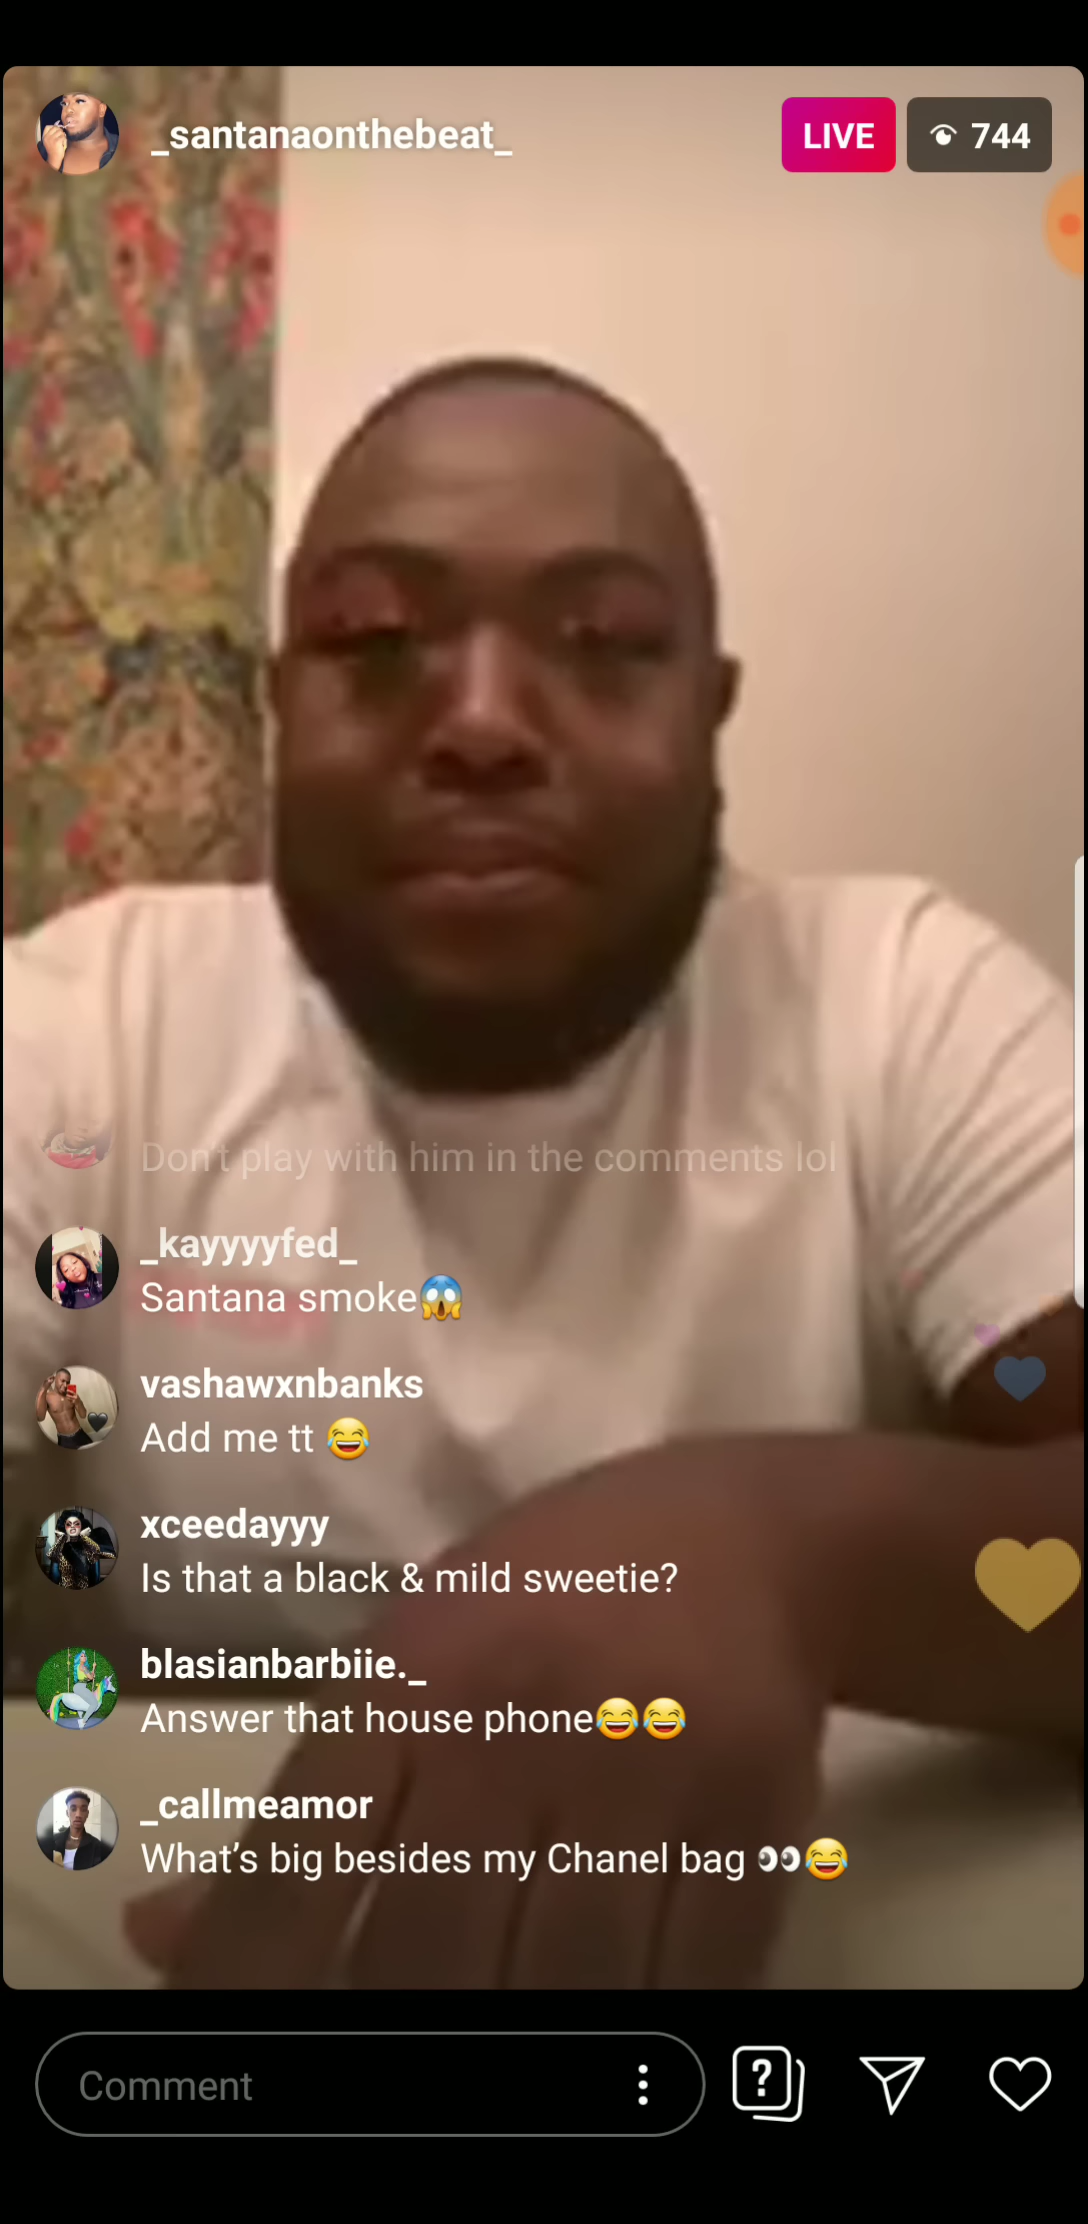 _santanaonthebeat_
LIVE
744
Don't play with him in the comments lol
_kayyyyfed_
Santana smoke😱
vashawxnbanks
Add me tt 😂
xceedayyy
Is that a black & mild sweetie?
blasianbarbiie._
Answer that house phone😂😂
_callmeamor
What's big besides my Chanel bag 👀😂
Comment
?